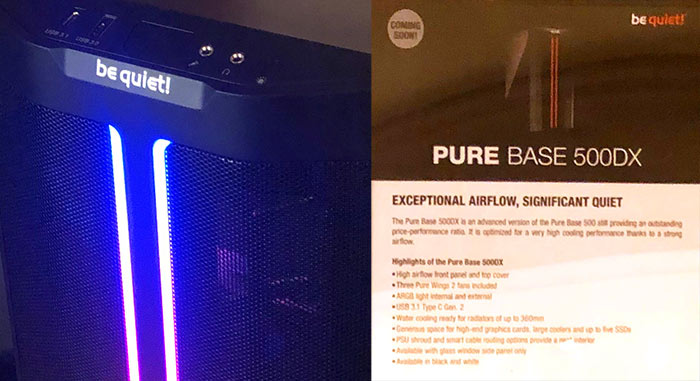 USB 3.1
USB 3.0
be quiet!
COMING
SOON!
be quiet!
PURE BASE 500DX
EXCEPTIONAL AIRFLOW, SIGNIFICANT QUIET
The Pure Base 500DX is an advanced version of the Pure Base 500 still providing an outstanding
price-performance ratio. It is optimized for a very high cooling performance thanks to a strong
airflow.
Highlights of the Pure Base 500DX
• High airflow front panel and top cover
• Three Pure Wings 2 fans included
• ARGB light internal and external
• USB 3.1 Type C Gen. 2
• Water cooling ready for radiators of up to 360mm
• Generous space for high-end graphics cards, large coolers and up to five SSDs
• PSU shroud and smart cable routing options provide a interior
• Available with glass window side panel only
• Available in black and white